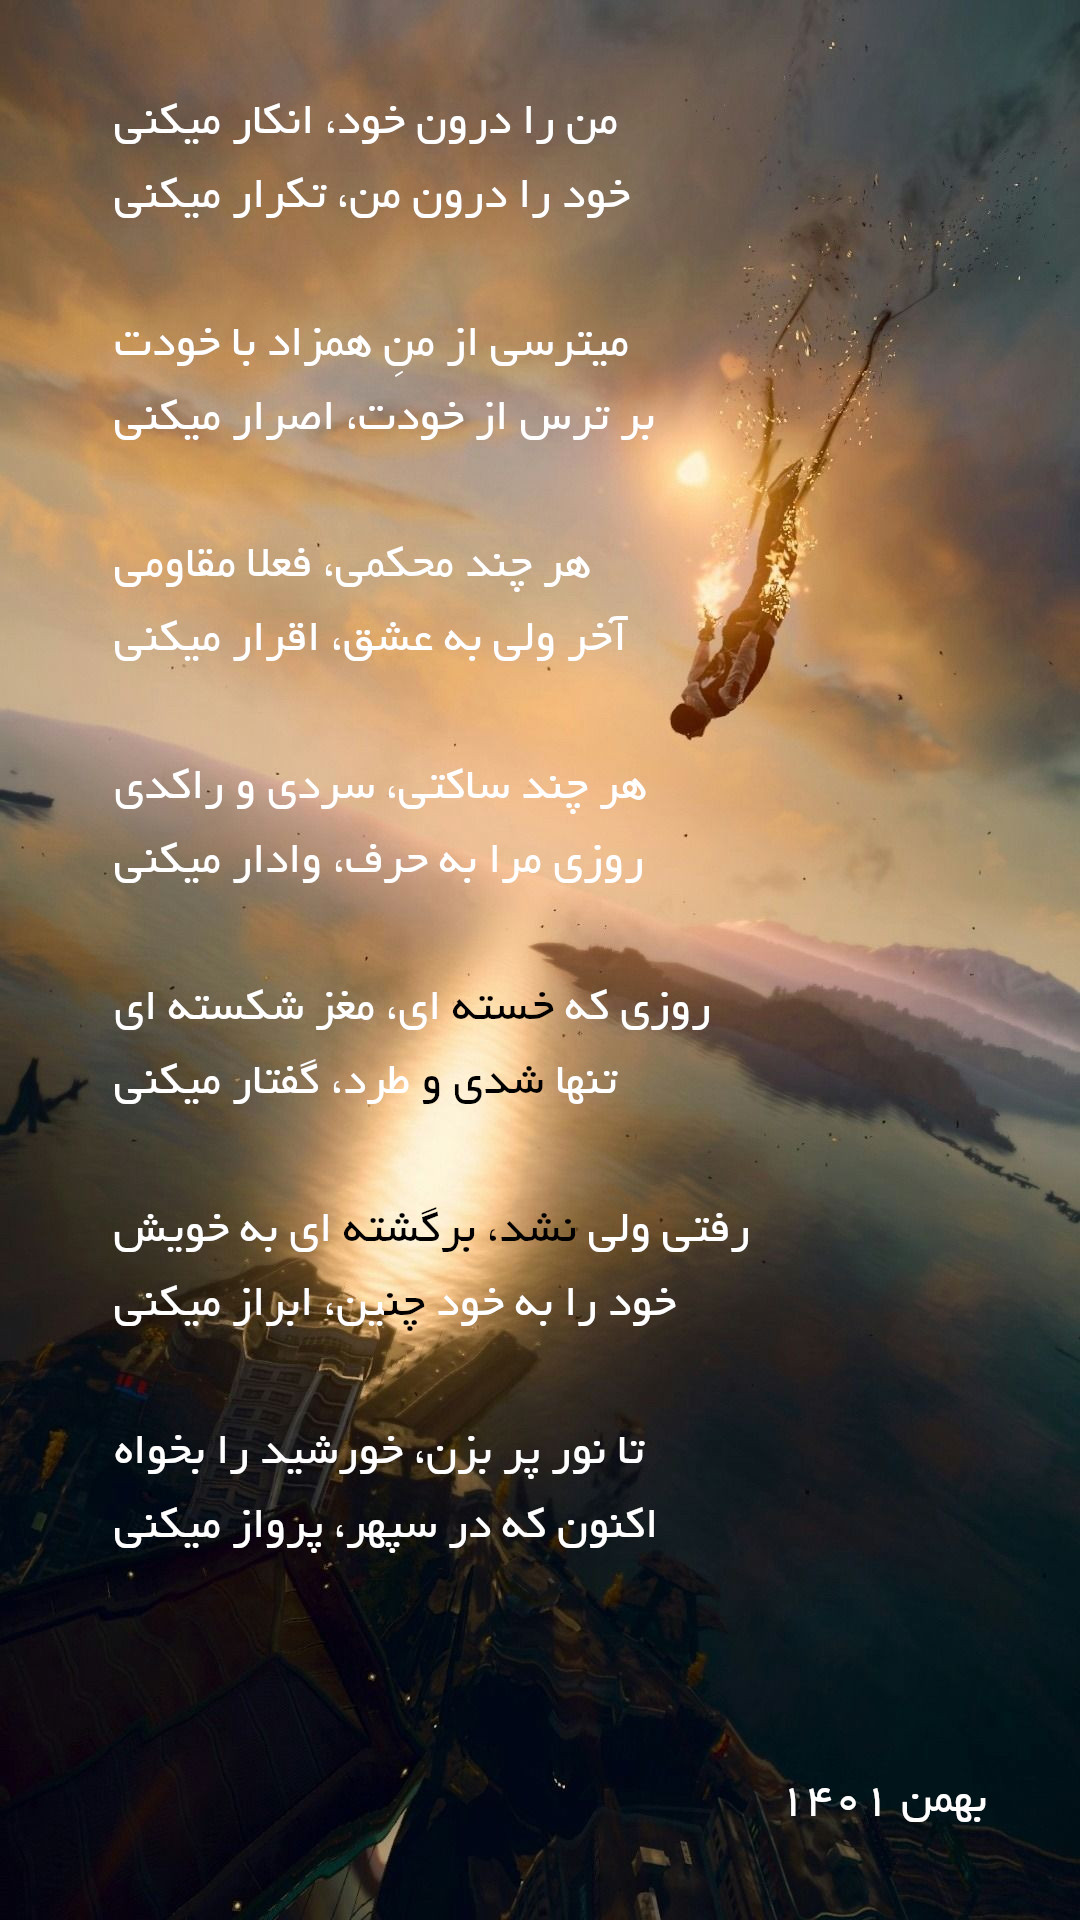 من را درون خود، انکار میکنی
خود را درون من، تکرار میکنی
میترسی از منِ همزاد با خودت
بر ترس از خودت، اصرار میکنی
هر چند محکمی، فعلا مقاومی
آخر ولی به عشق، اقرار میکنی
هر چند ساکتی، سردی و راکدی
روزی مرا به حرف، وادار میکنی
روزی که خسته ای، مغز شکسته ای
تنها شدی و طرد، گفتار میکنی
رفتی ولی نشد، برگشته ای به خویش
خود را به خود چنین، ابراز میکنی
تا نور پر بزن، خورشید را بخواه
اکنون که در سپهر، پرواز میکنی
بهمن ۱۴۰۱